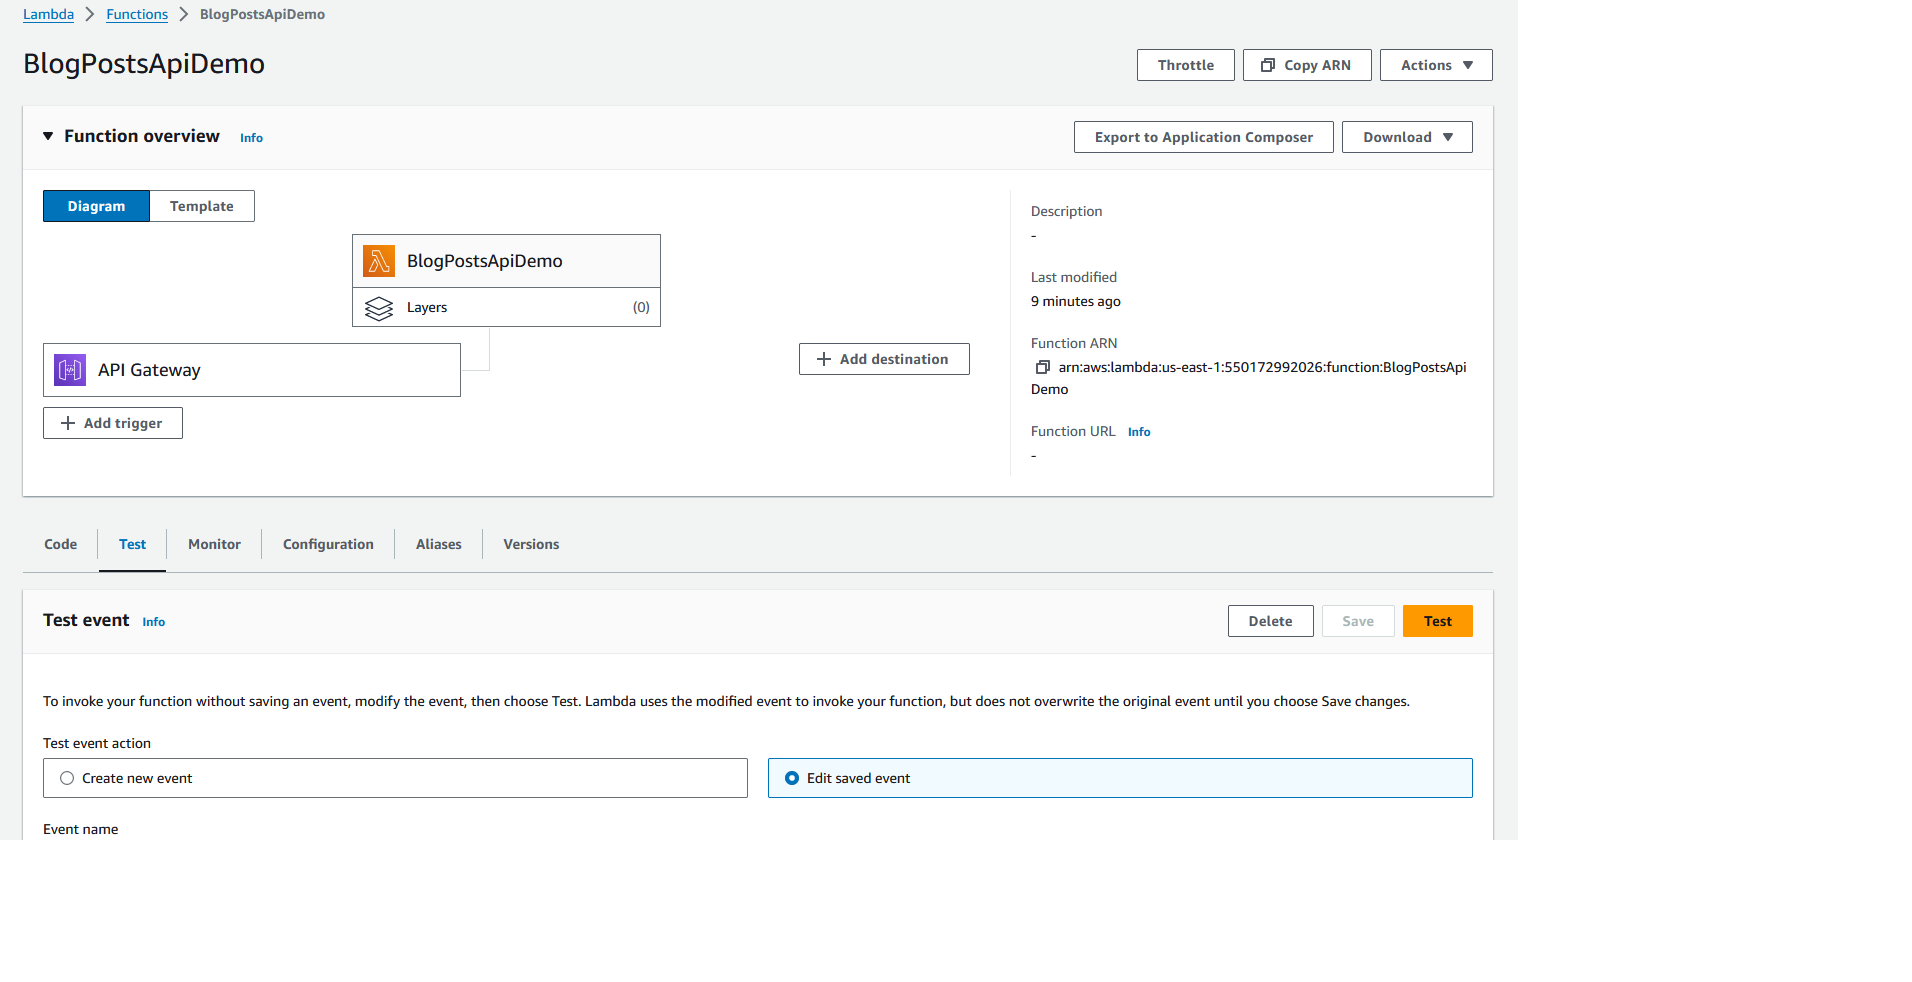 Lambda > Functions > BlogPostsApiDemo
BlogPostsApiDemo
Throttle Copy ARN Actions
Function overview Info
Export to Application Composer Download
Diagram Template
BlogPostsApiDemo
Layers (0)
API Gateway
Add trigger
Add destination
Description
-
Last modified
9 minutes ago
Function ARN
arn:aws:lambda:us-east-1:550172992026:function:BlogPostsApi
Demo
Function URL Info
-
Code Test Monitor Configuration Aliases Versions
Test event Info
Delete Save Test
To invoke your function without saving an event, modify the event, then choose Test. Lambda uses the modified event to invoke your function, but does not overwrite the original event until you choose Save changes.
Test event action
Create new event Edit saved event
Event name